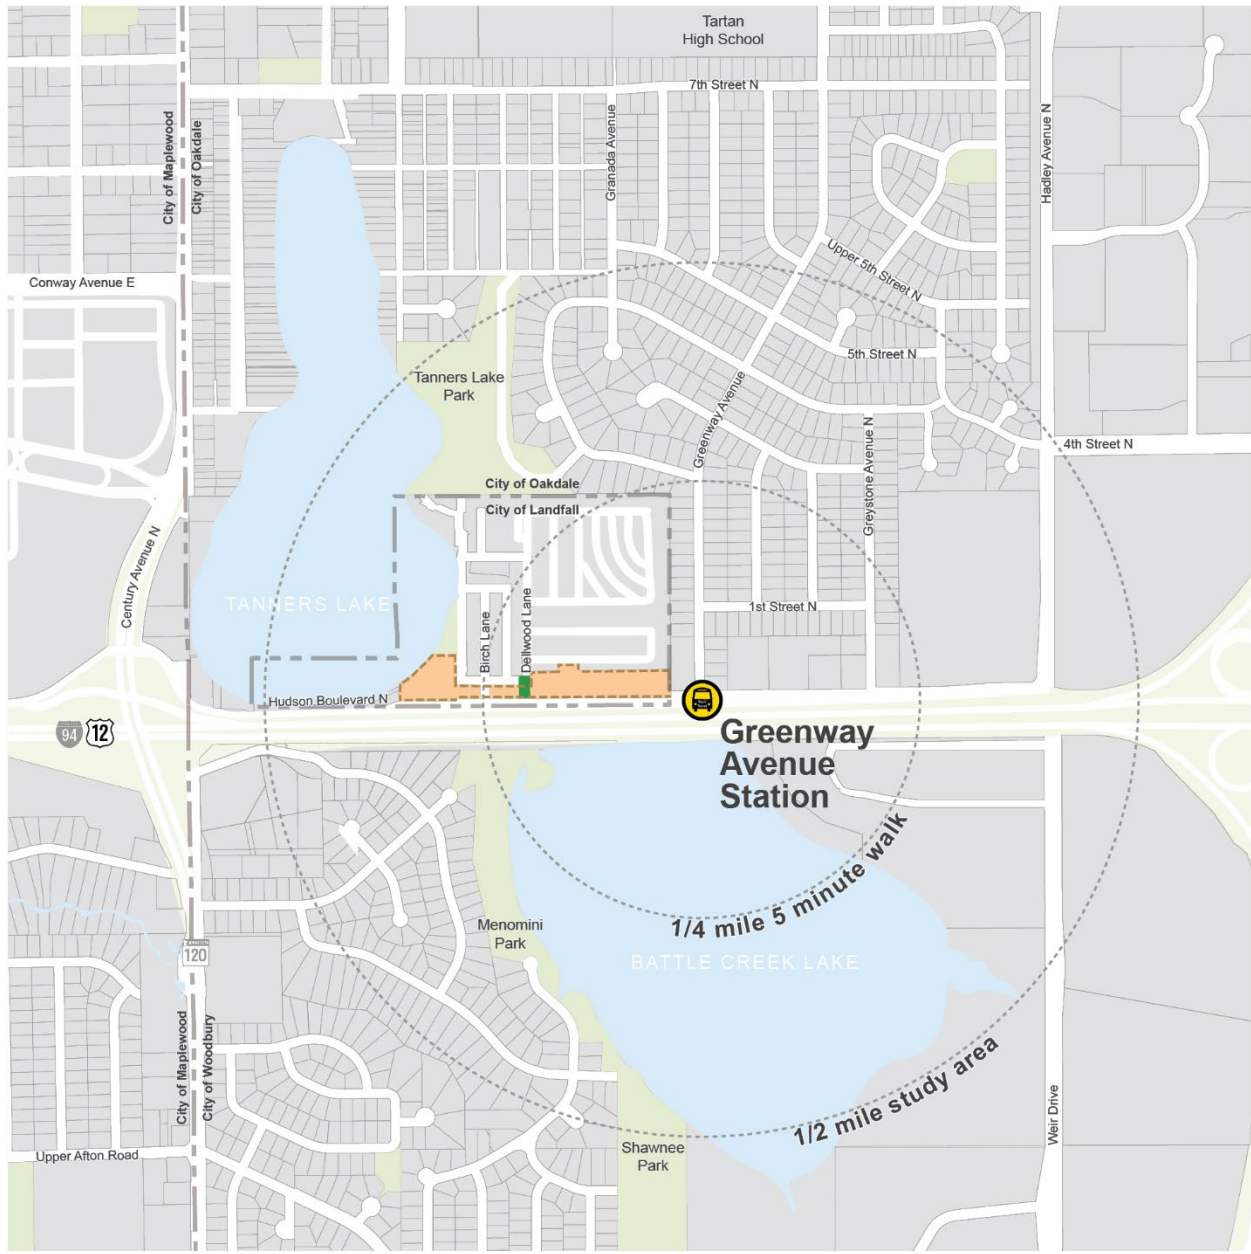 Tartan
High School
7th Street N
City of Maplewood
City of Oakdale
Granada Avenue
Hadley Avenue N
Upper 5th Street N
Conway Avenue E
5th Street N
Tanners Lake
Park
Greenway Avenue
4th Street N
Greystone Avenue N
City of Oakdale
City of Landfall
Century Avenue N
TANNERS LAKE
Birch Lane
Dellwood Lane
1st Street N
Hudson Boulevard N
94
12
Greenway
Avenue
Station
1/4 mile 5 minute walk
Menomini
Park
120
BATTLE CREEK LAKE
City of Maplewood
City of Woodbury
1/2 mile study area
Weir Drive
Upper Afton Road
Shawnee
Park